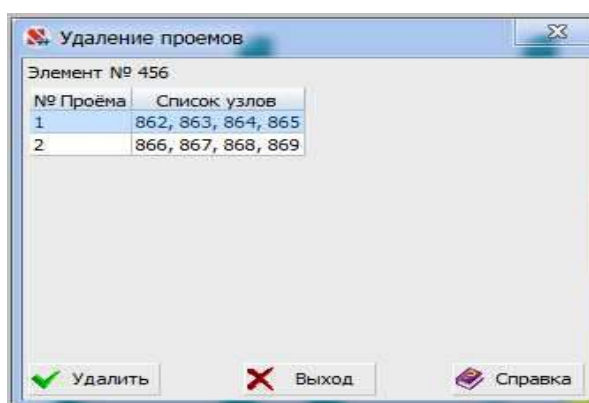 Удаление проемов
Элемент № 456
№ Проёма Список узлов
1 862, 863, 864, 865
2 866, 867, 868, 869
Удалить Выход Справка